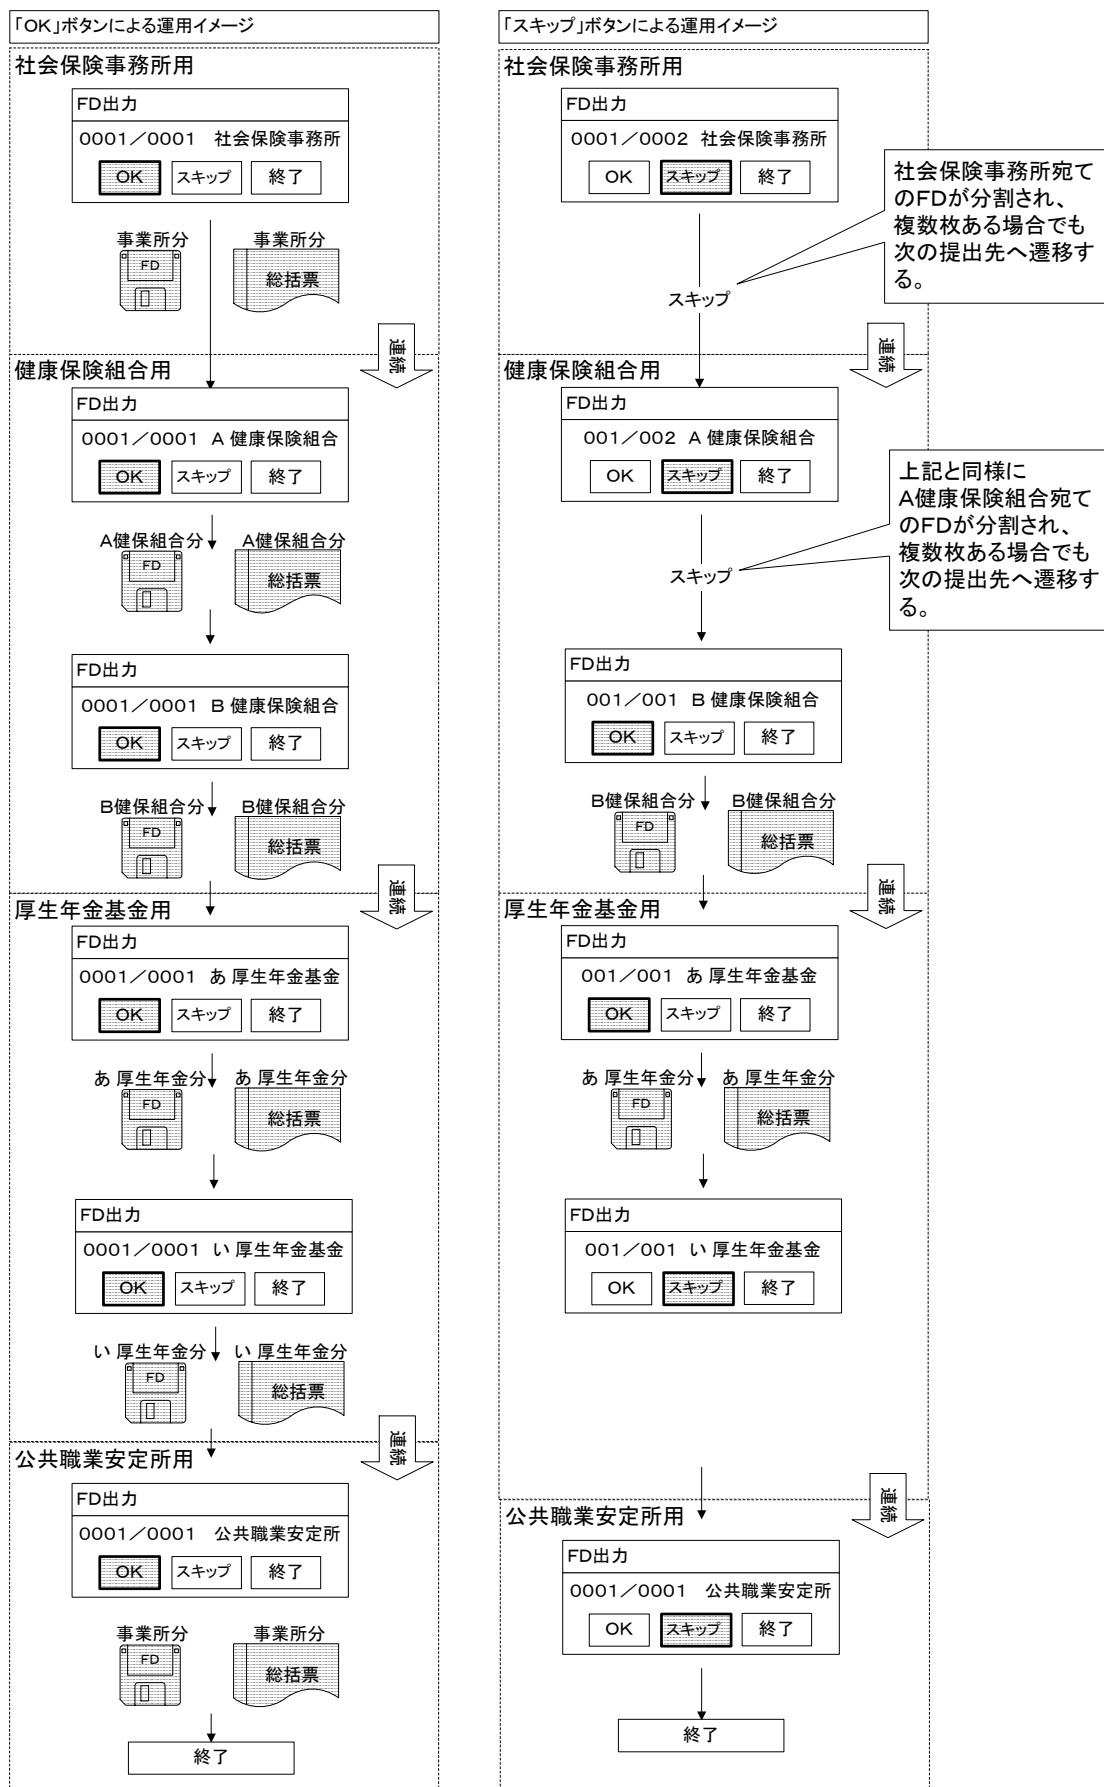 「OK」ボタンによる運用イメージ
社会保険事務所用
FD出力
0001/0001 社会保険事務所
OK スキップ 終了
事業所分 事業所分
FD
総括票
連続
健康保険組合用
FD出力
0001/0001 A 健康保険組合
OK スキップ 終了
A健保組合分 A健保組合分
FD
総括票
FD出力
0001/0001 B 健康保険組合
OK スキップ 終了
B健保組合分 B健保組合分
FD
総括票
連続
厚生年金基金用
FD出力
0001/0001 あ 厚生年金基金
OK スキップ 終了
あ 厚生年金分 あ 厚生年金分
FD
総括票
FD出力
0001/0001 い 厚生年金基金
OK スキップ 終了
い 厚生年金分 い 厚生年金分
FD
総括票
連続
公共職業安定所用
FD出力
0001/0001 公共職業安定所
OK スキップ 終了
事業所分 事業所分
FD
総括票
終了
「スキップ」ボタンによる運用イメージ
社会保険事務所用
FD出力
0001/0002 社会保険事務所
OK スキップ 終了
社会保険事務所宛て
のFDが分割され、
複数枚ある場合でも
次の提出先へ遷移す
る。
スキップ
連続
健康保険組合用
FD出力
001/002 A 健康保険組合
OK スキップ 終了
上記と同様に
A健康保険組合宛て
のFDが分割され、
複数枚ある場合でも
次の提出先へ遷移す
る。
スキップ
FD出力
001/001 B 健康保険組合
OK スキップ 終了
B健保組合分 B健保組合分
FD
総括票
連続
厚生年金基金用
FD出力
001/001 あ 厚生年金基金
OK スキップ 終了
あ 厚生年金分 あ 厚生年金分
FD
総括票
FD出力
001/001 い 厚生年金基金
OK スキップ 終了
連続
公共職業安定所用
FD出力
0001/0001 公共職業安定所
OK スキップ 終了
終了